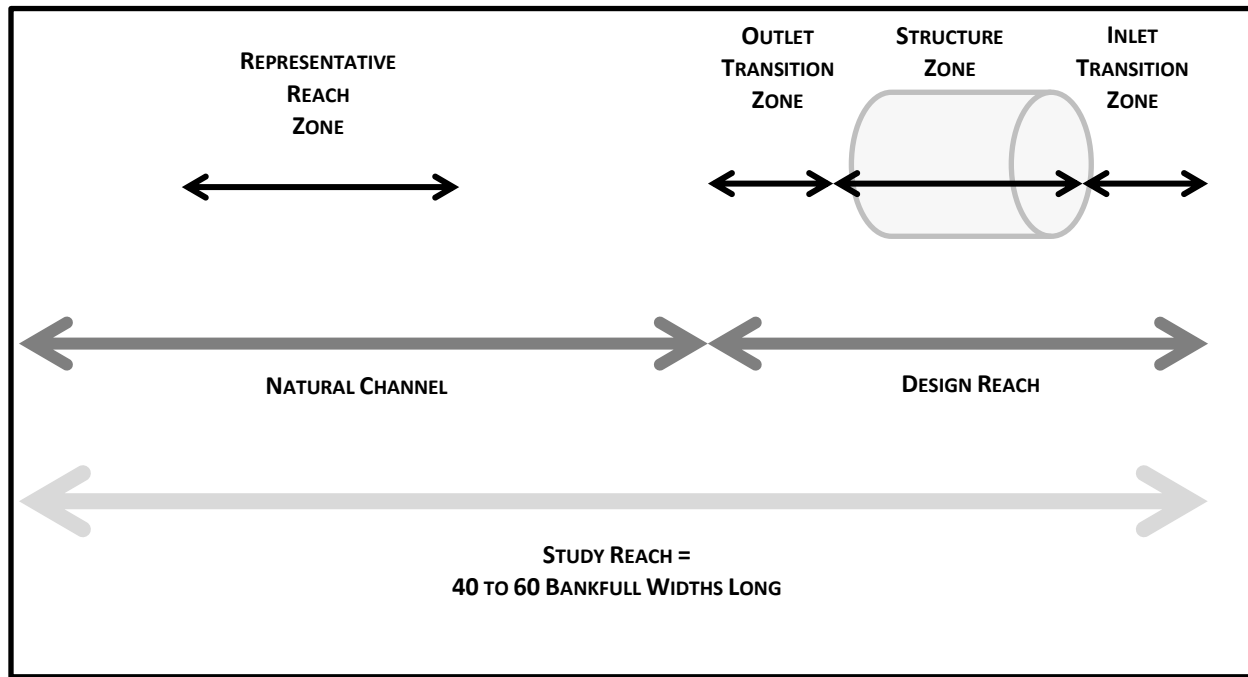 REPRESENTATIVE
REACH
ZONE
OUTLET
TRANSITION
ZONE
STRUCTURE
ZONE
INLET
TRANSITION
ZONE
NATURAL CHANNEL
DESIGN REACH
STUDY REACH =
40 TO 60 BANKFULL WIDTHS LONG